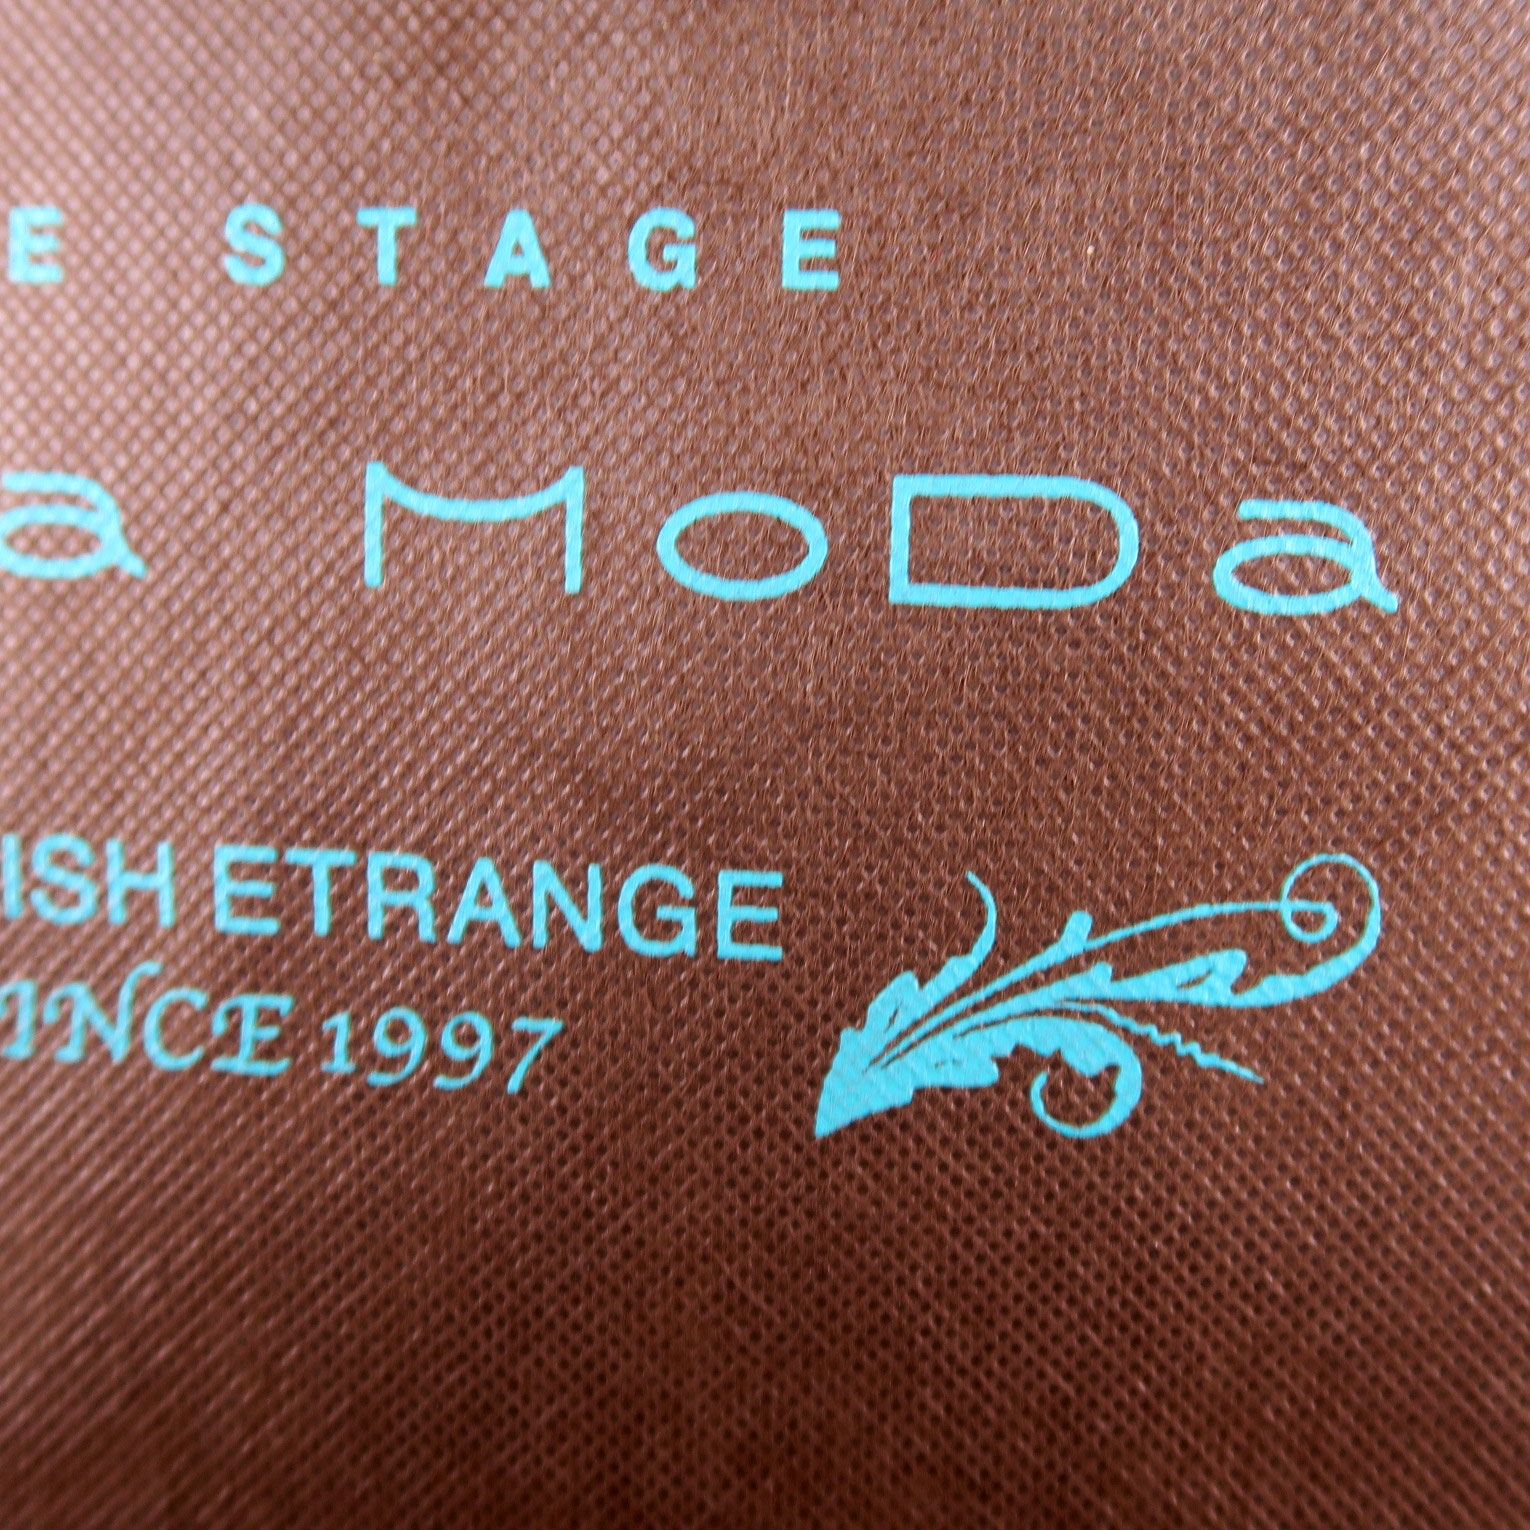 E STAGE
a MoDa
ISH ETRANGE
INCE 1997